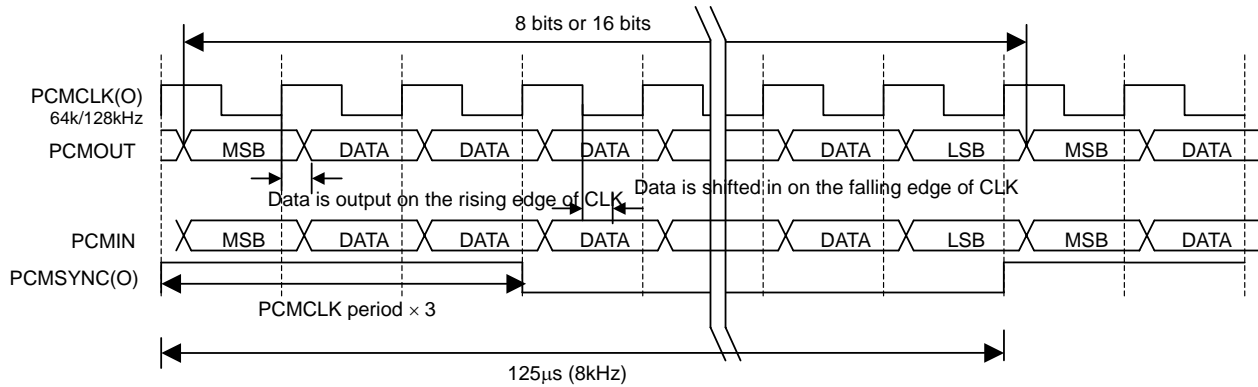 8 bits or 16 bits
PCMCLK(O)
64k/128kHz
PCMOUT MSB DATA DATA DATA DATA LSB MSB DATA
Data is output on the rising edge of CLK
Data is shifted in on the falling edge of CLK
PCMIN MSB DATA DATA DATA DATA LSB MSB DATA
PCMSYNC(O)
PCMCLK period × 3
125μs (8kHz)